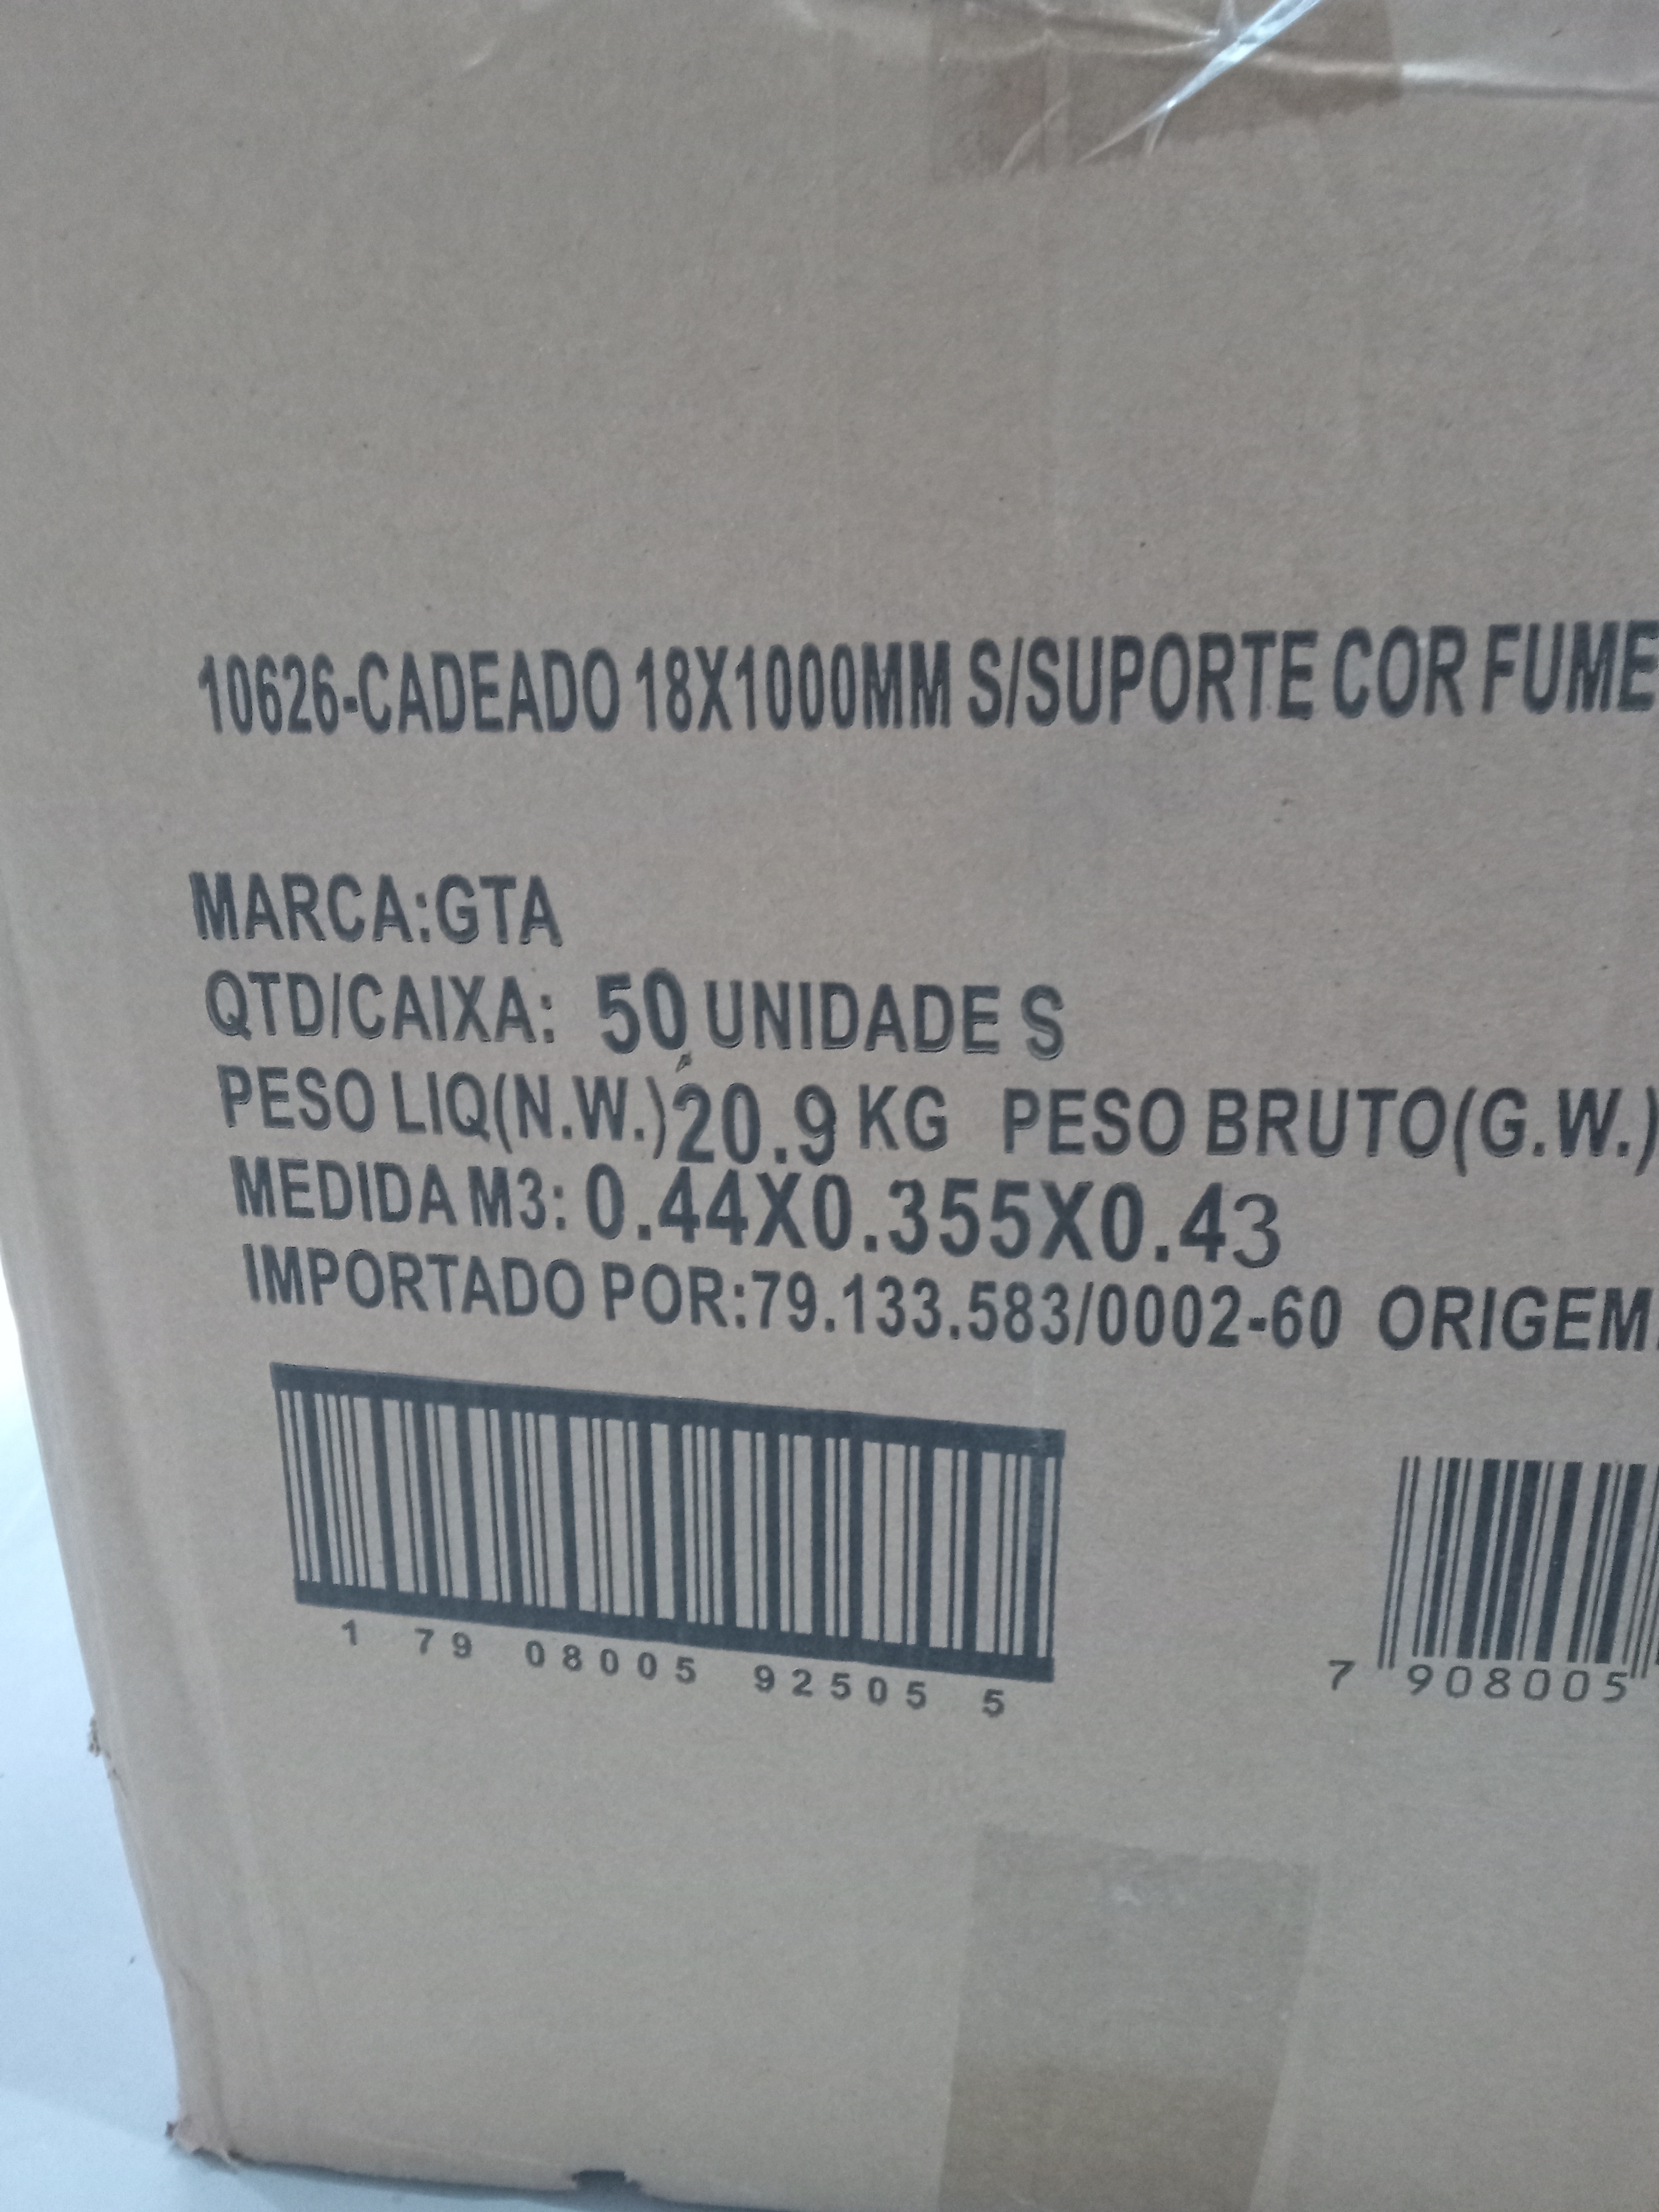 10626-CADEADO 18X1000MM S/SUPORTE COR FUME
MARCA:GTA
QTD/CAIXA: 50 UNIDADE S
PESO LIQ(N.W.)20.9 KG PESO BRUTO(G.W.)
MEDIDA M3: 0.44X0.355X0.43
IMPORTADO POR:79.133.583/0002-60 ORIGEM:
1 79 08005 92505 5
7 908005